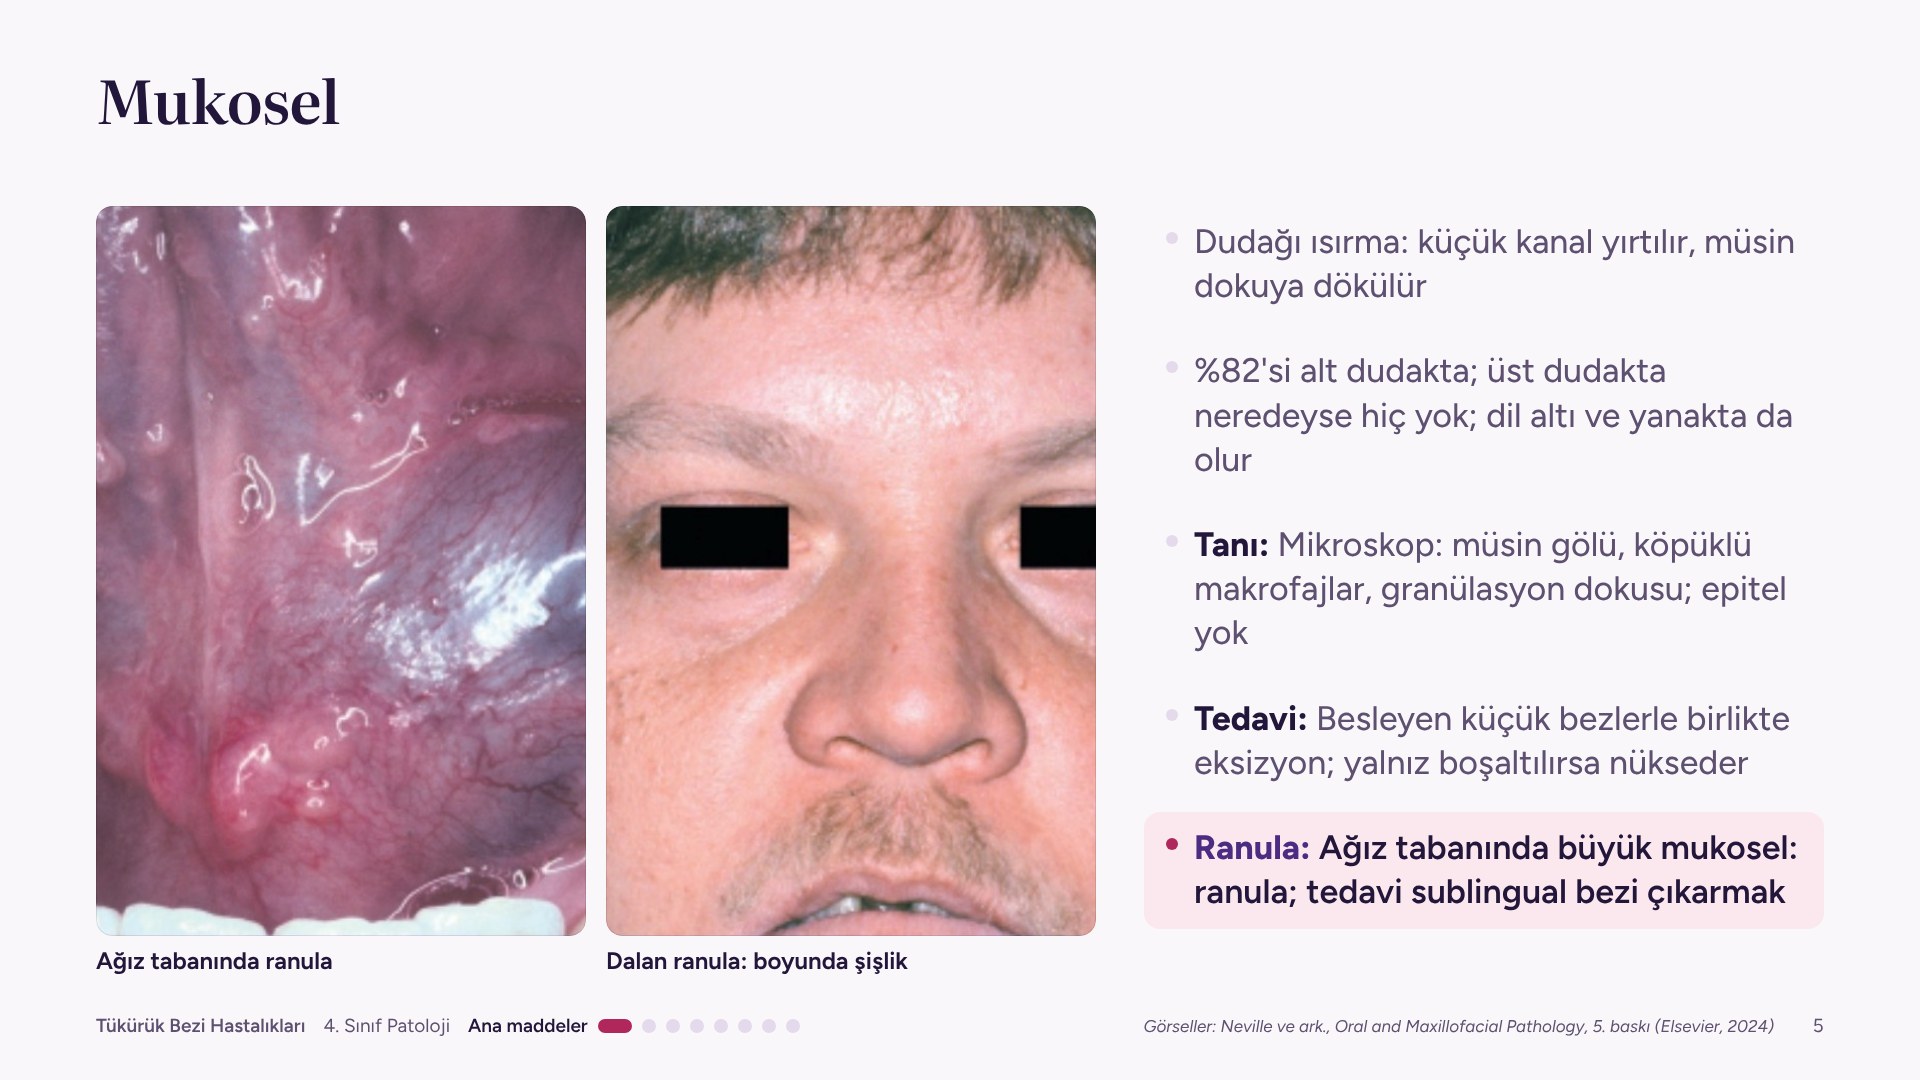 Mukosel
Dudağı ısırma: küçük kanal yırtılır, müsin
dokuya dökülür
%82'si alt dudakta; üst dudakta
neredeyse hiç yok; dil altı ve yanakta da
olur
Tanı: Mikroskop: müsin gölü, köpüklü
makrofajlar, granülasyon dokusu; epitel
yok
Tedavi: Besleyen küçük bezlerle birlikte
eksizyon; yalnız boşaltılırsa nükseder
Ranula: Ağız tabanında büyük mukosel:
ranula; tedavi sublingual bezi çıkarmak
Ağız tabanında ranula
Dalan ranula: boyunda şişlik
Tükürük Bezi Hastalıkları 4. Sınıf Patoloji Ana maddeler
Görseller: Neville ve ark., Oral and Maxillofacial Pathology, 5. baskı (Elsevier, 2024) 5